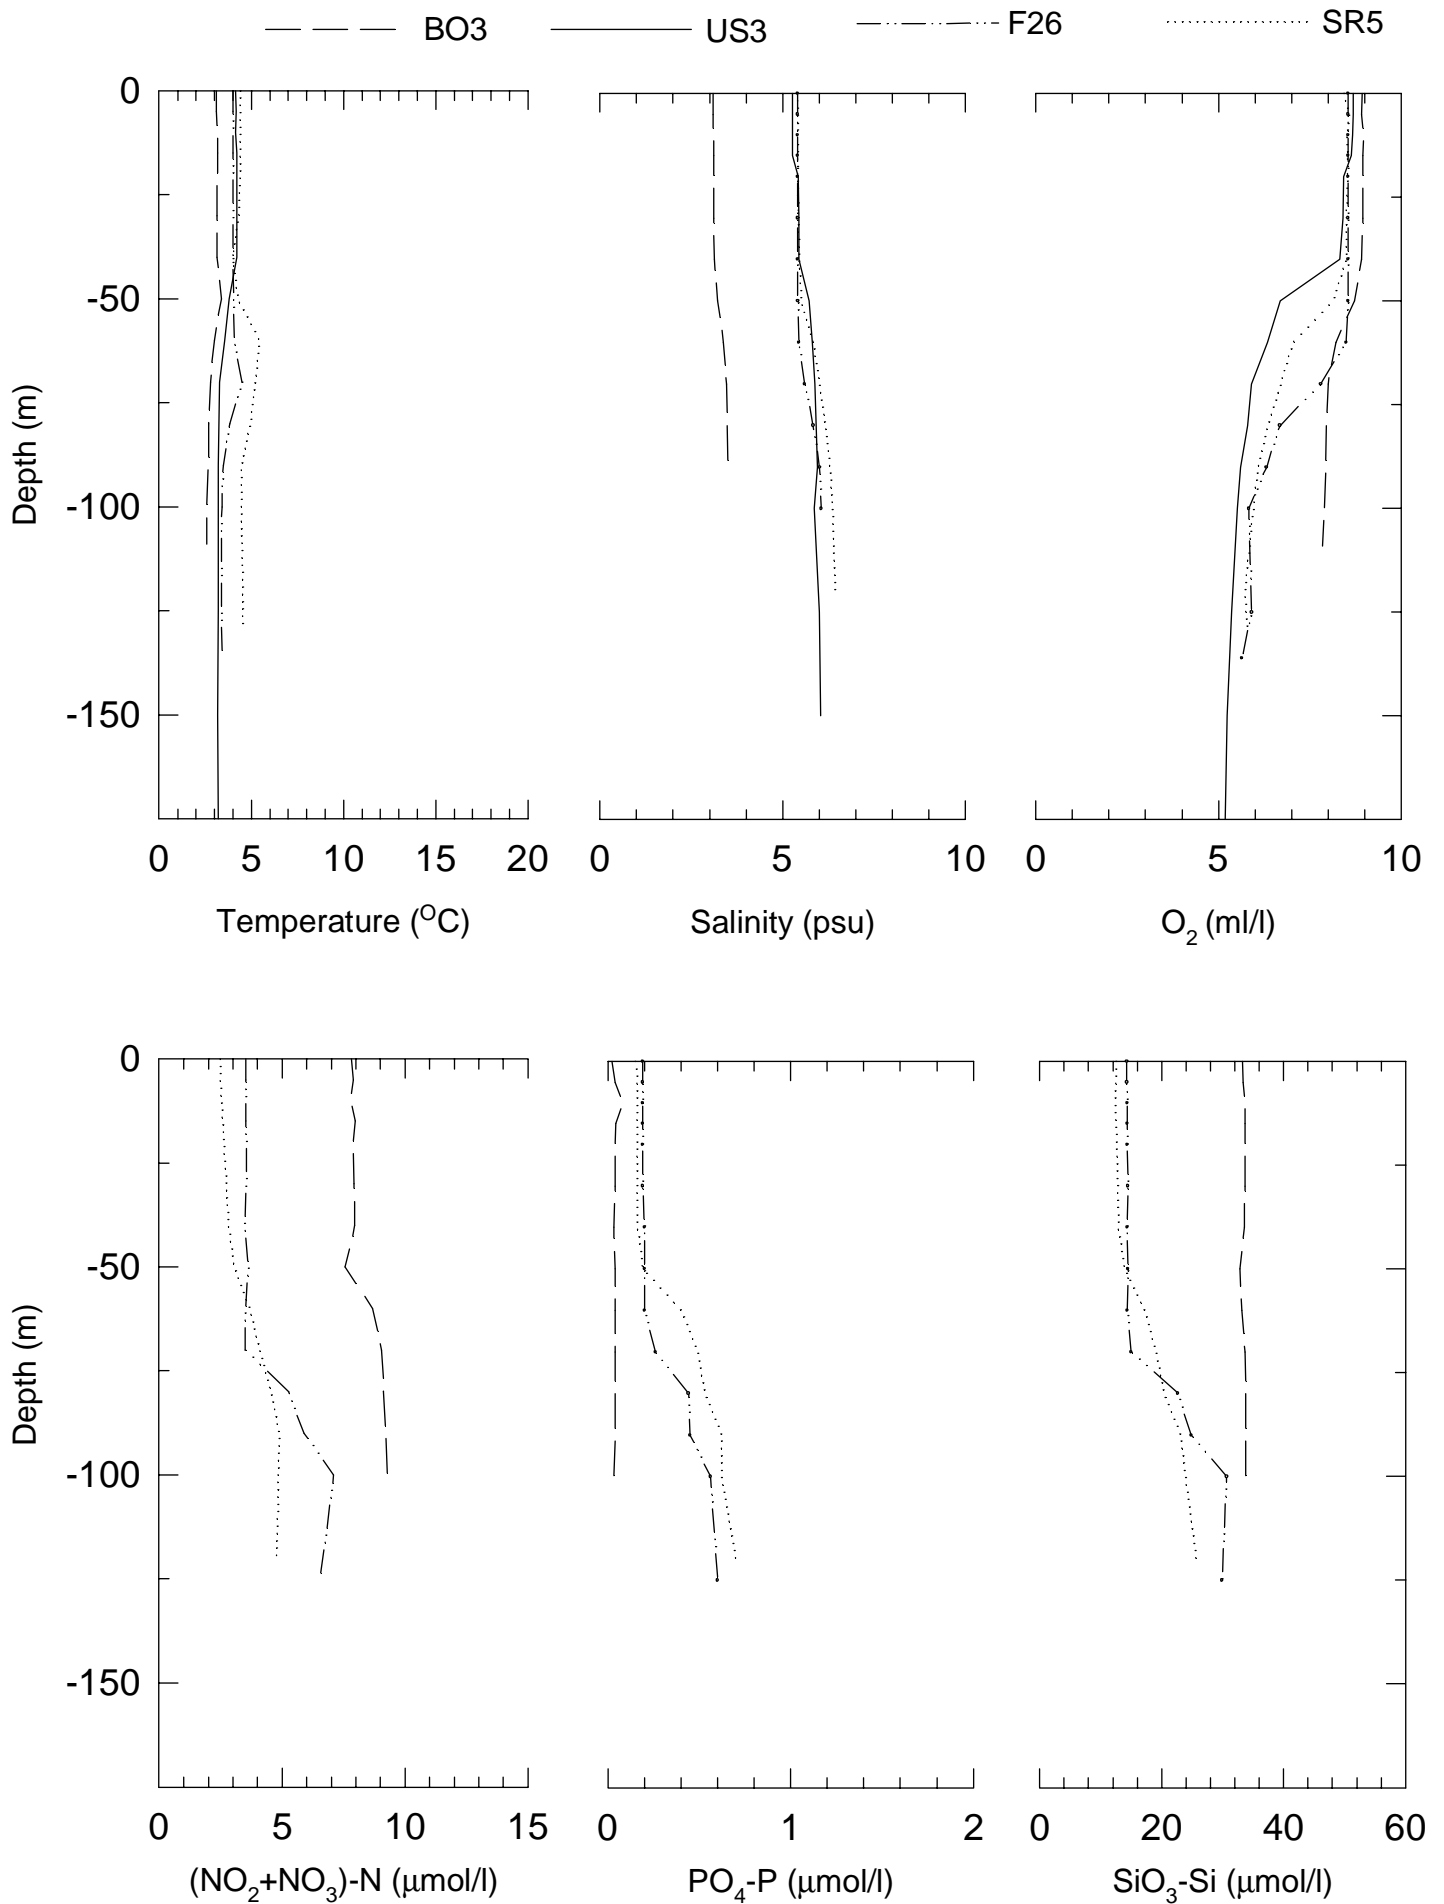 BO3 US3 F26 SR5
0
-50
-100
-150
Depth (m)
0 5 10 15 20
0 5 10
0 5 10
Temperature (OC)
Salinity (psu)
O2 (ml/l)
0
-50
-100
-150
Depth (m)
0 5 10 15
0 1 2
0 20 40 60
(NO2+NO3)-N (μmol/l)
PO4-P (μmol/l)
SiO3-Si (μmol/l)